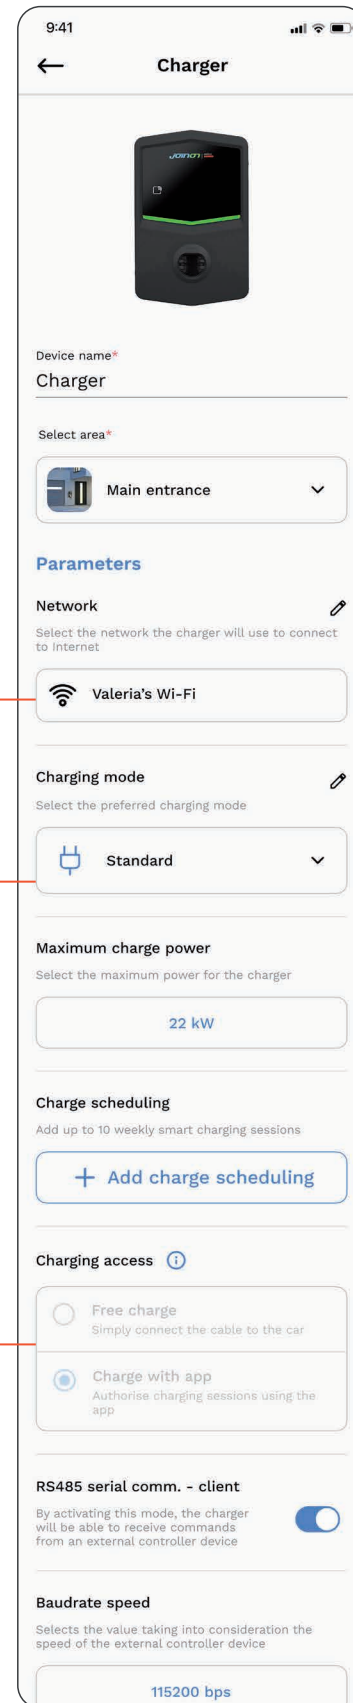 9:41
Charger
JOINON
Device name*
Charger
Select area*
Main entrance
Parameters
Network
Select the network the charger will use to connect
to Internet
Valeria's Wi-Fi
Charging mode
Select the preferred charging mode
Standard
Maximum charge power
Select the maximum power for the charger
22 kW
Charge scheduling
Add up to 10 weekly smart charging sessions
+ Add charge scheduling
Charging access
Free charge
Simply connect the cable to the car
Charge with app
Authorise charging sessions using the
app
RS485 serial comm. - client
By activating this mode, the charger
will be able to receive commands
from an external controller device
Baudrate speed
Selects the value taking into consideration the
speed of the external controller device
115200 bps